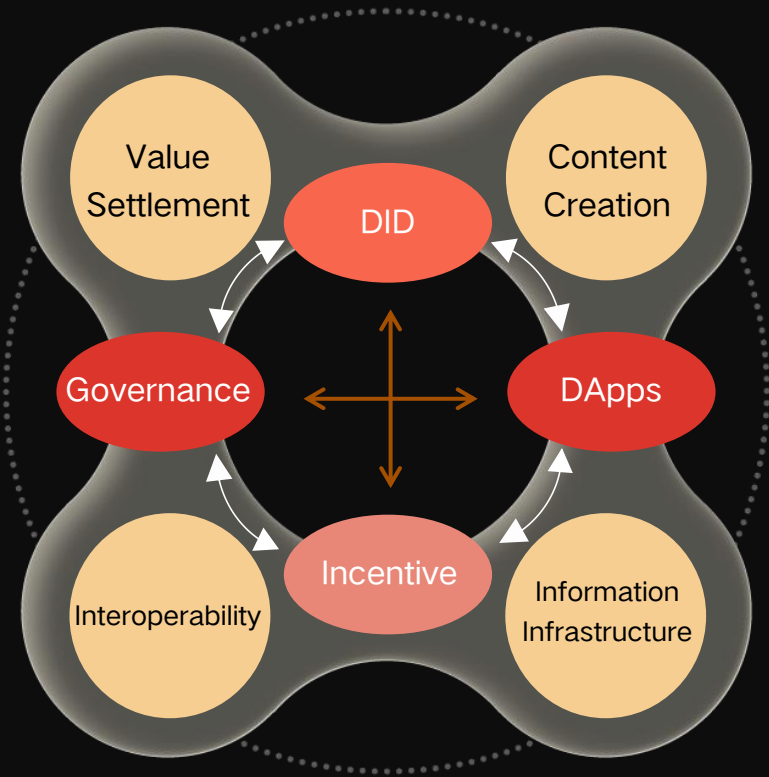 Value
Settlement
Content
Creation
DID
Governance
DApps
Incentive
Interoperability
Information
Infrastructure